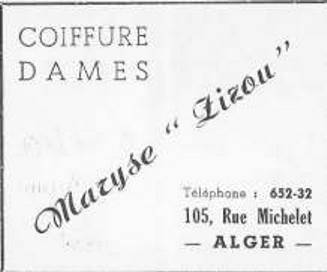 COIFFURE
DAMES
Maryse “ Zizou ”
Téléphone : 652-32
105, Rue Michelet
— ALGER —